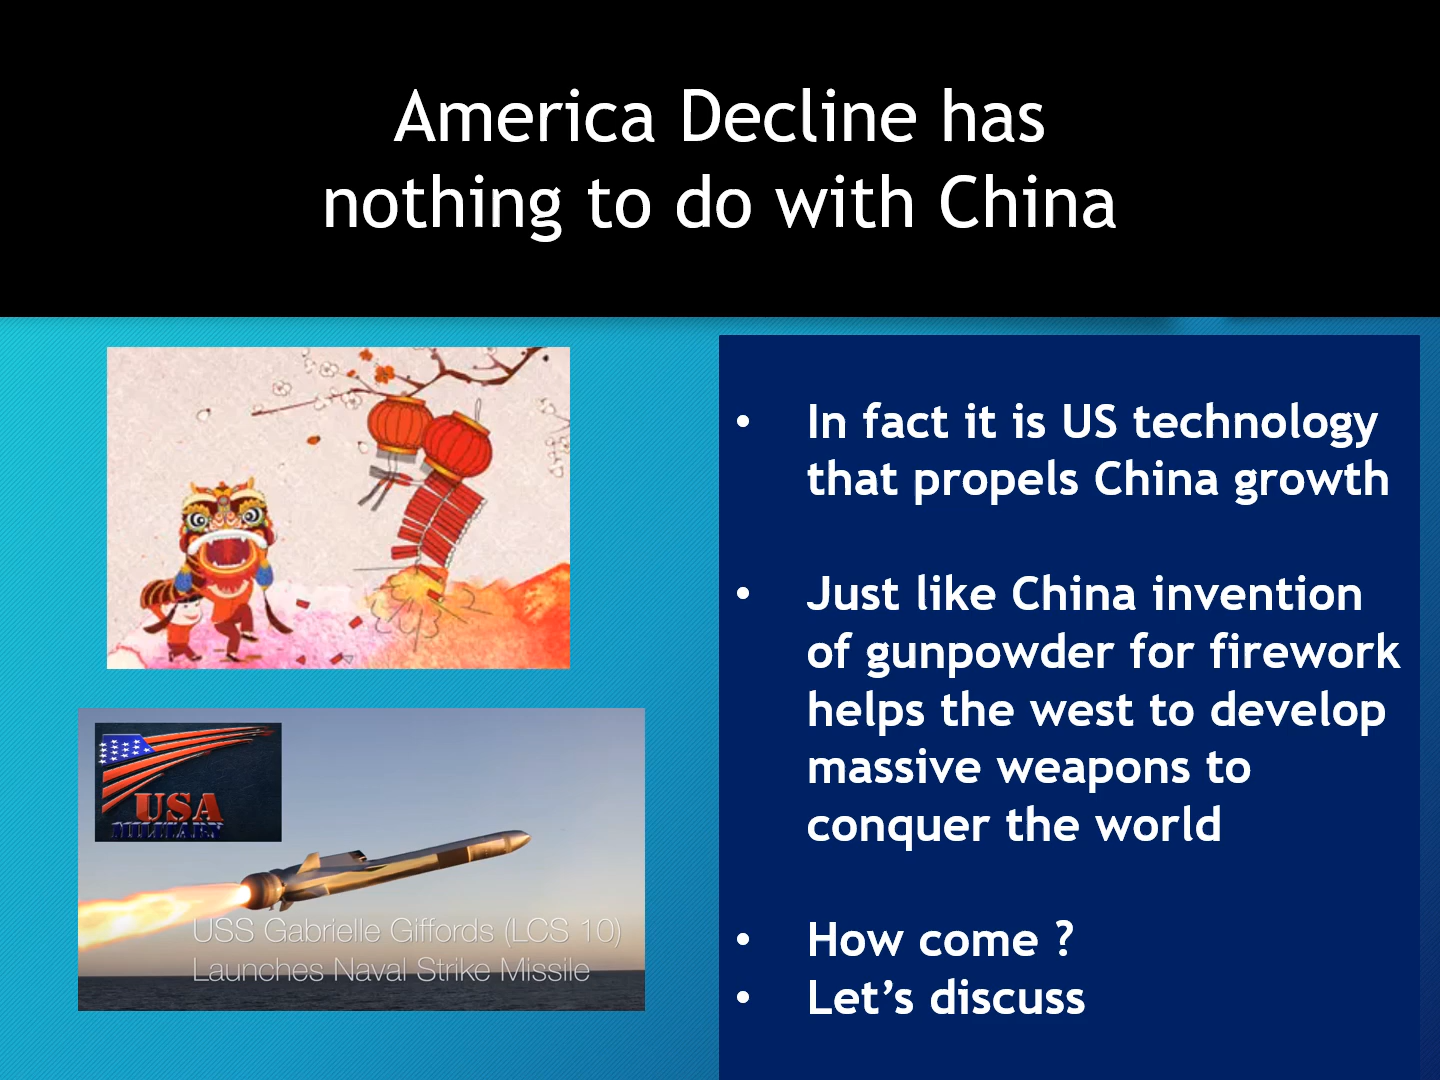 America Decline has
nothing to do with China
• In fact it is US technology
that propels China growth
• Just like China invention
of gunpowder for firework
helps the west to develop
massive weapons to
conquer the world
• How come ?
• Let’s discuss
USA
MILITARY
USS Gabrielle Giffords (LCS 10)
Launches Naval Strike Missile